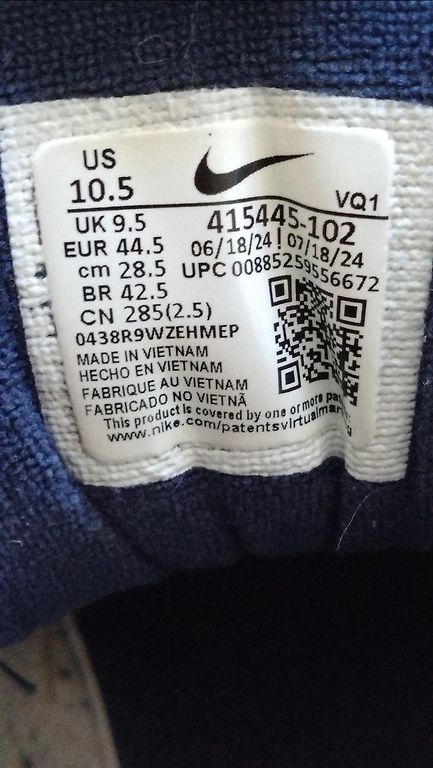 US
10.5
VQ1
UK 9.5
415445-102
EUR 44.5
06/18/24 | 07/18/24
cm 28.5
UPC 00885259556672
BR 42.5
CN 285(2.5)
0438R9WZEHMEP
MADE IN VIETNAM
HECHO EN VIETNAM
FABRIQUE AU VIETNAM
FABRICADO NO VIETNÃ
This product is covered by one or more
www.nike.com/patentsvirtualmar